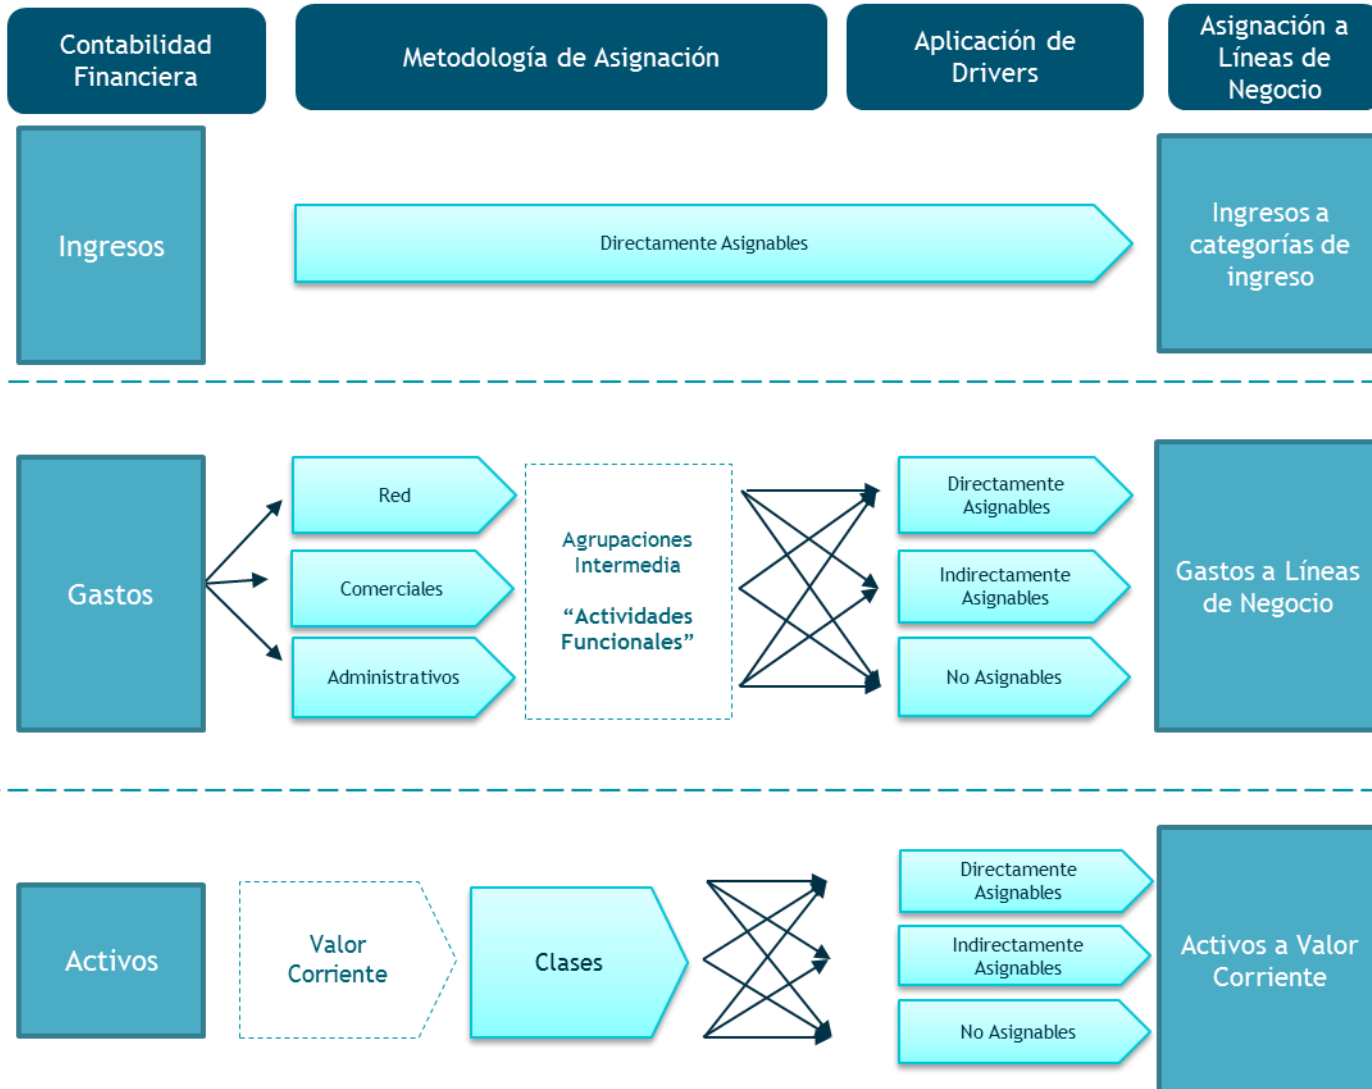 Contabilidad
Financiera
Metodología de Asignación
Aplicación de
Drivers
Asignación a
Líneas de
Negocio
Ingresos
Directamente Asignables
Ingresos a
categorías de
ingreso
Gastos
Red
Comerciales
Administrativos
Agrupaciones
Intermedia
“Actividades
Funcionales”
Directamente
Asignables
Indirectamente
Asignables
No Asignables
Gastos a Líneas
de Negocio
Activos
Valor
Corriente
Clases
Directamente
Asignables
Indirectamente
Asignables
No Asignables
Activos a Valor
Corriente